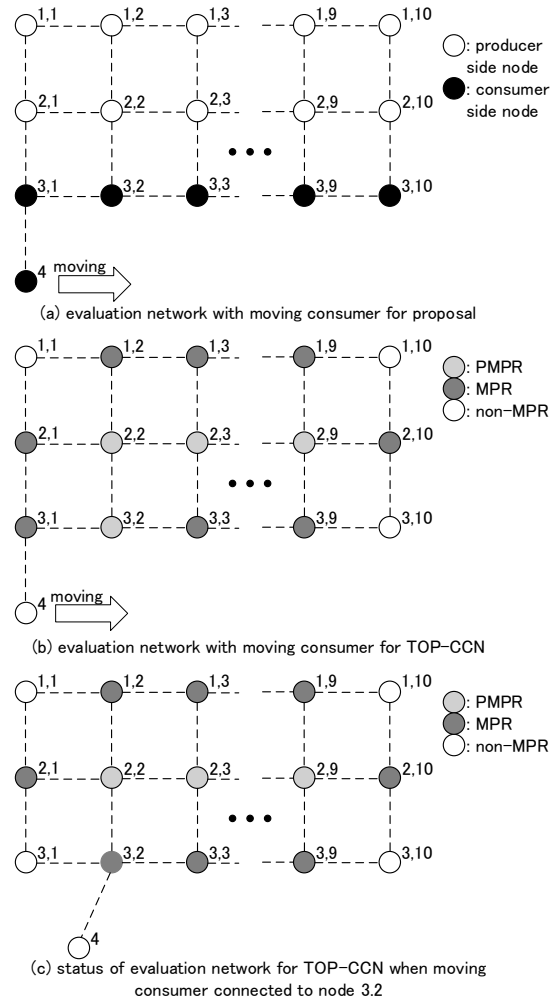 1,1 1,2 1,3 1,9 1,10
: producer
side node
: consumer
side node
2,1 2,2 2,3 2,9 2,10
3,1 3,2 3,3 3,9 3,10
4 moving
(a) evaluation network with moving consumer for proposal
1,1 1,2 1,3 1,9 1,10
: PMPR
: MPR
: non-MPR
2,1 2,2 2,3 2,9 2,10
3,1 3,2 3,3 3,9 3,10
4 moving
(b) evaluation network with moving consumer for TOP-CCN
1,1 1,2 1,3 1,9 1,10
: PMPR
: MPR
: non-MPR
2,1 2,2 2,3 2,9 2,10
3,1 3,2 3,3 3,9 3,10
4
(c) status of evaluation network for TOP-CCN when moving
consumer connected to node 3.2